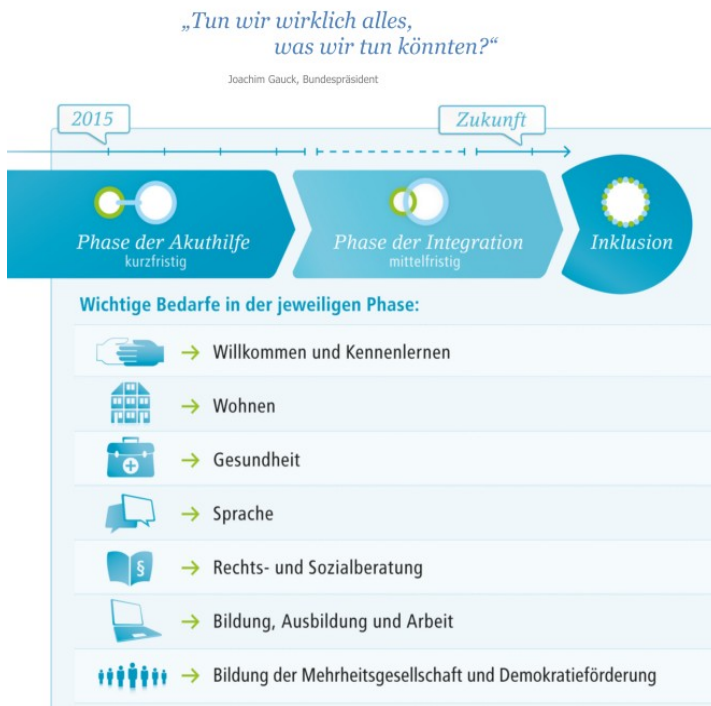 „Tun wir wirklich alles,
was wir tun könnten?“
Joachim Gauck, Bundespräsident
2015
Zukunft
Phase der Akuthilfe
kurzfristig
Phase der Integration
mittelfristig
Inklusion
Wichtige Bedarfe in der jeweiligen Phase:
Willkommen und Kennenlernen
Wohnen
Gesundheit
Sprache
§
Rechts- und Sozialberatung
Bildung, Ausbildung und Arbeit
Bildung der Mehrheitsgesellschaft und Demokratieförderung